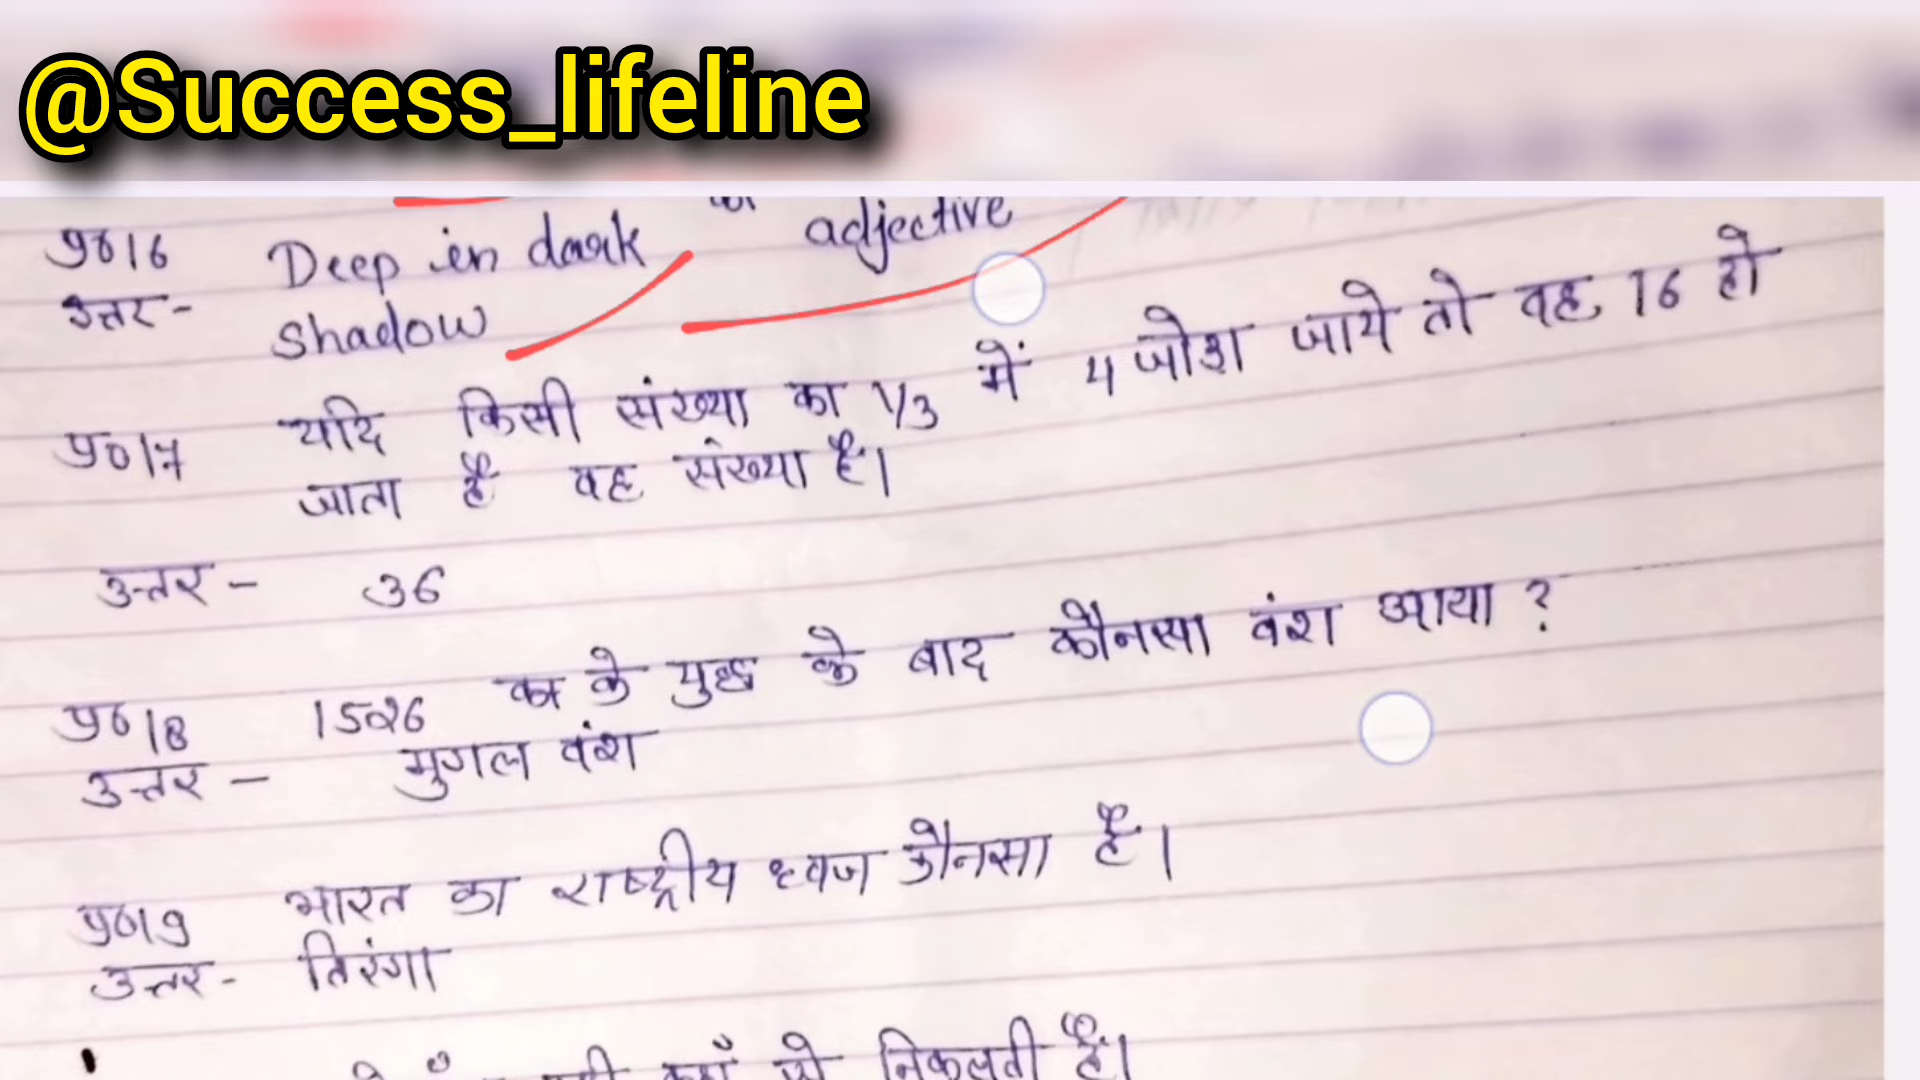 @Success_lifeline
प्र०16 Deep in dark का adjective
उत्तर- shadow
प्र०17 यदि किसी संख्या का 1/3 में 4 जोड़ा जाये तो वह 16 हो
जाता है वह संख्या है।
उत्तर - 36
प्र०18 1526 के युद्ध के बाद कौनसा वंश आया ?
उत्तर - मुगल वंश
प्र०19 भारत का राष्ट्रीय ध्वज कौनसा है।
उत्तर- तिरंगा
कहाँ से निकलती है।